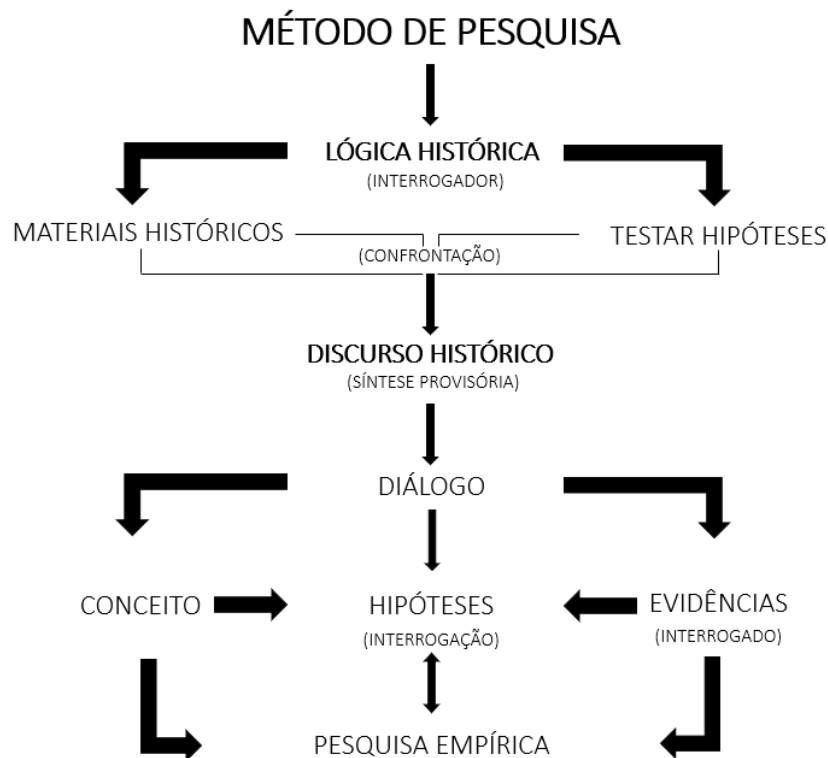 MÉTODO DE PESQUISA
LÓGICA HISTÓRICA
(INTERROGADOR)
MATERIAIS HISTÓRICOS
(CONFRONTAÇÃO)
TESTAR HIPÓTESES
DISCURSO HISTÓRICO
(SÍNTESE PROVISÓRIA)
DIÁLOGO
CONCEITO
HIPÓTESES
(INTERROGAÇÃO)
EVIDÊNCIAS
(INTERROGADO)
PESQUISA EMPÍRICA